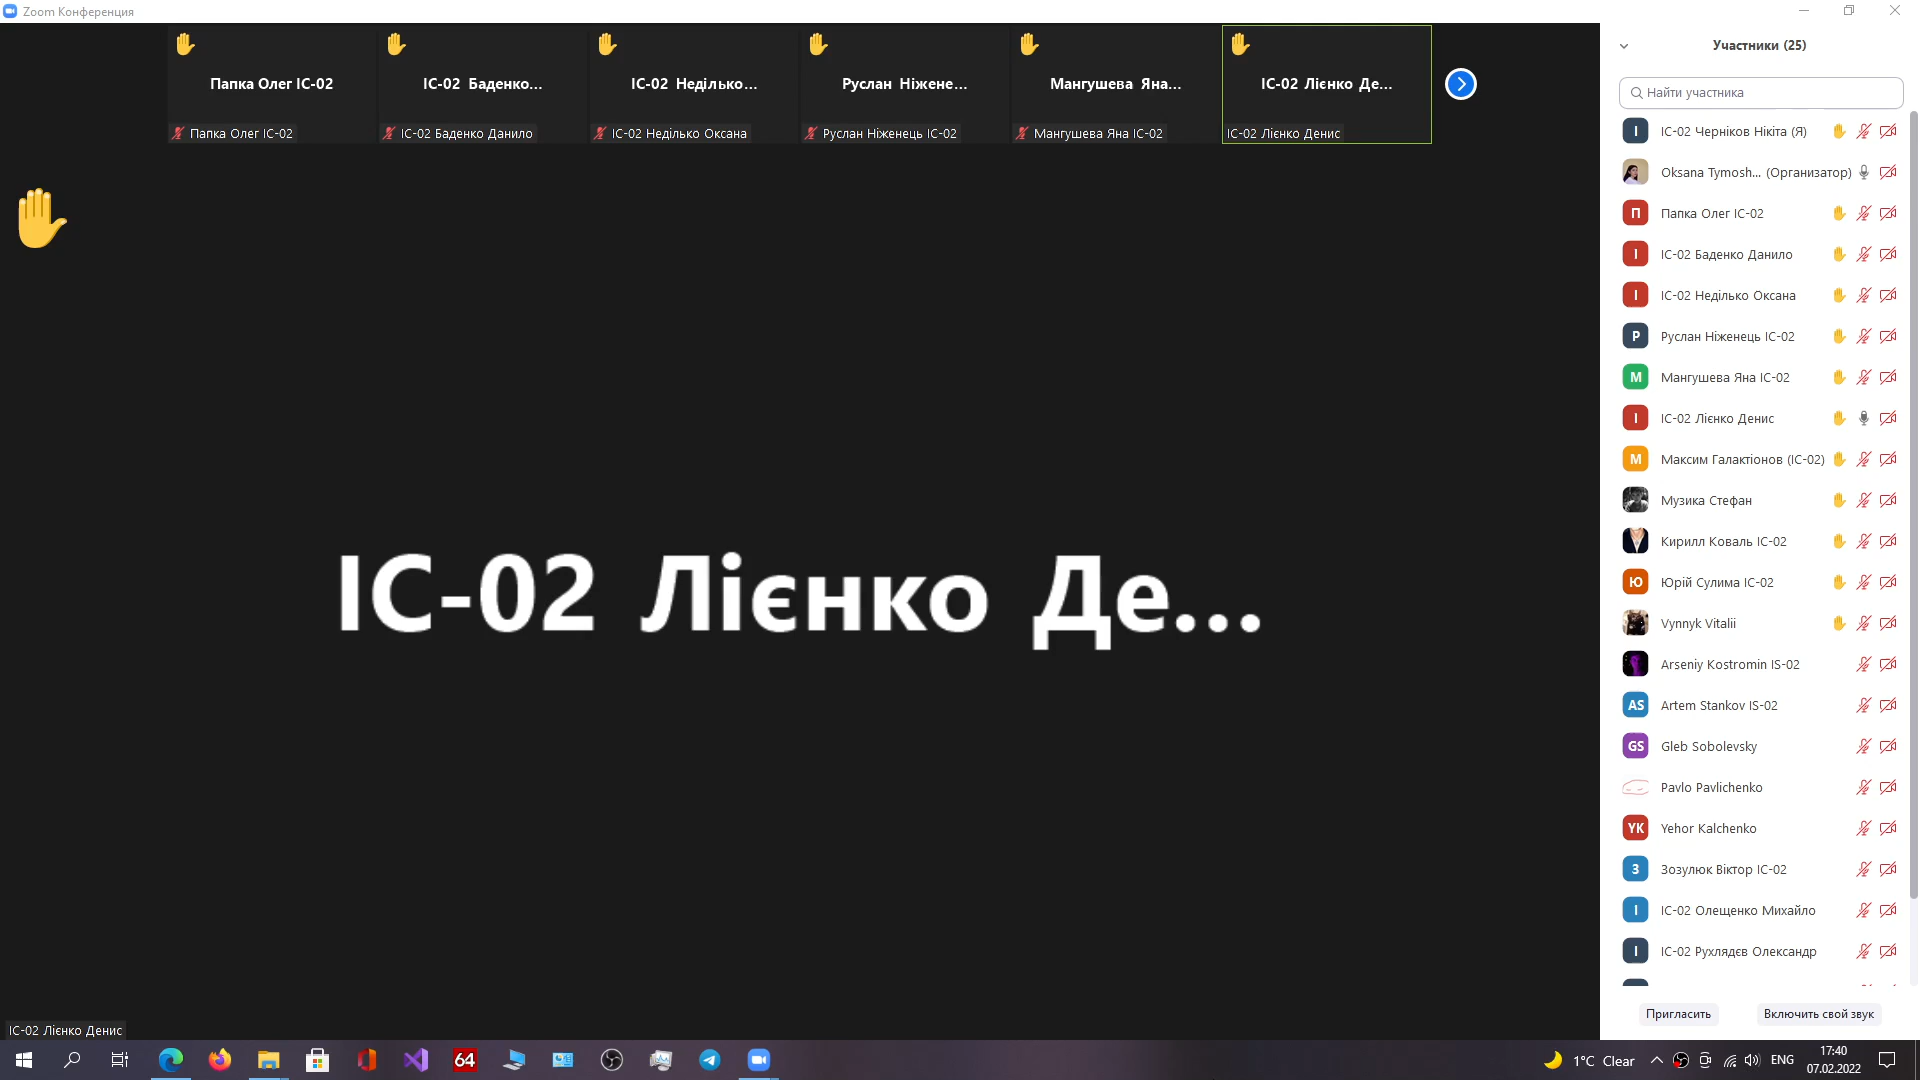 Zoom Конференция
Папка Олег ІС-02
ІС-02 Баденко...
ІС-02 Неділько...
Руслан Ніжене...
Мангушева Яна...
ІС-02 Лієнко Де...
Папка Олег ІС-02
ІС-02 Баденко Данило
ІС-02 Неділько Оксана
Руслан Ніженець ІС-02
Мангушева Яна ІС-02
ІС-02 Лієнко Денис
ІС-02 Лієнко Де...
ІС-02 Лієнко Денис
Участники (25)
Найти участника
І ІС-02 Черніков Нікіта (Я)
Oksana Tymosh... (Организатор)
П Папка Олег ІС-02
І ІС-02 Баденко Данило
І ІС-02 Неділько Оксана
Р Руслан Ніженець ІС-02
М Мангушева Яна ІС-02
І ІС-02 Лієнко Денис
М Максим Галактіонов (ІС-02)
Музика Стефан
Кирилл Коваль ІС-02
Ю Юрій Сулима ІС-02
Vynnyk Vitalii
Arseniy Kostromin IS-02
AS Artem Stankov IS-02
GS Gleb Sobolevsky
Pavlo Pavlichenko
YK Yehor Kalchenko
З Зозулюк Віктор ІС-02
І ІС-02 Олещенко Михайло
І ІС-02 Рухлядєв Олександр
Пригласить
Включить свой звук
64
1°C Clear
ENG
17:40
07.02.2022